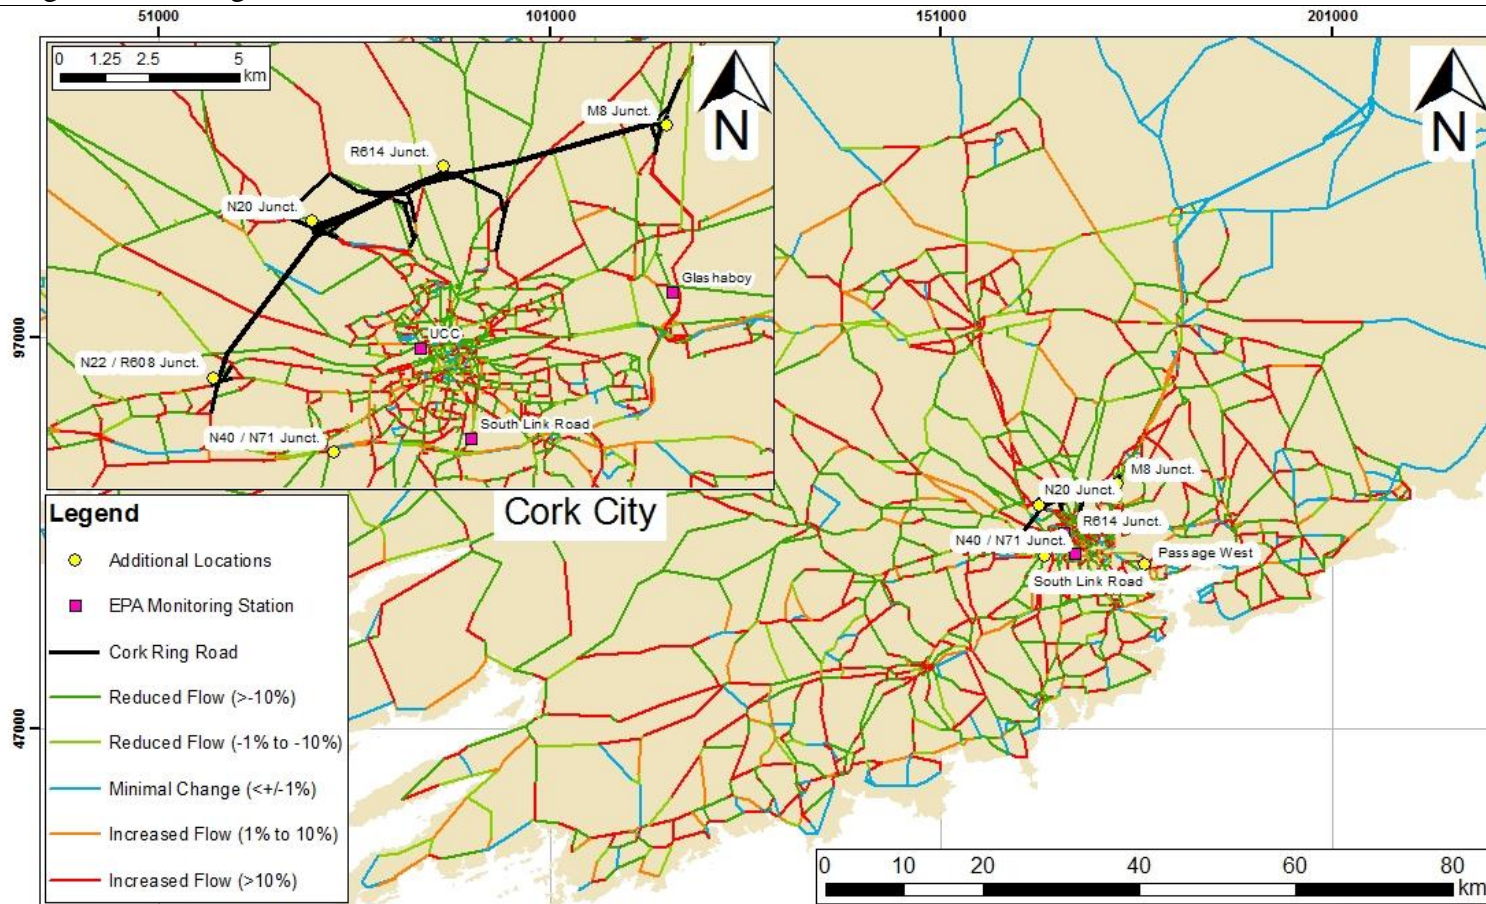 51000
101000
151000
201000
0 1.25 2.5 5
km
N
N
M8 Junct.
R614 Junct.
N20 Junct.
Glashaboy
UCC
N22 / R608 Junct.
South Link Road
N40 / N71 Junct.
97000
47000
Cork City
M8 Junct.
N20 Junct.
R614 Junct.
N40 / N71 Junct.
Passage West
South Link Road
Legend
Additional Locations
EPA Monitoring Station
Cork Ring Road
Reduced Flow (>-10%)
Reduced Flow (-1% to -10%)
Minimal Change (<+/-1%)
Increased Flow (1% to 10%)
Increased Flow (>10%)
0 10 20 40 60 80
km